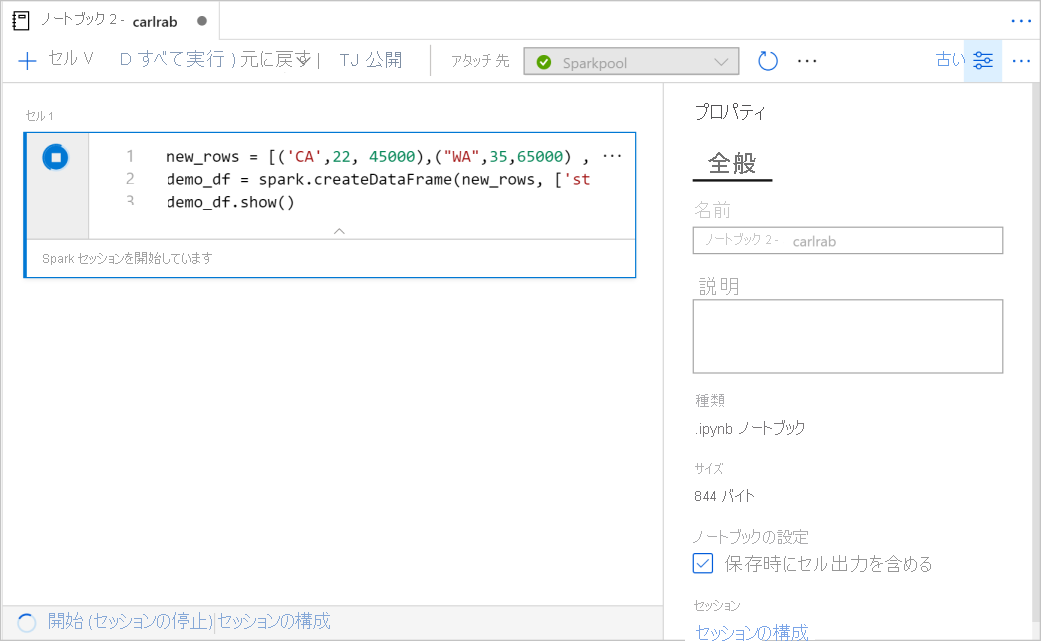 ノートブック 2 - carlrab
セル V D すべて実行 ) 元に戻す | TJ 公開 アタッチ先 Sparkpool 古い
セル 1
1 new_rows = [('CA',22, 45000),("WA",35,65000) ,
2 demo_df = spark.createDataFrame(new_rows, ['st
3 demo_df.show()
Spark セッションを開始しています
開始 (セッションの停止)|セッションの構成
プロパティ
全般
名前
ノートブック 2 - carlrab
説明
種類
.ipynb ノートブック
サイズ
844 バイト
ノートブックの設定
保存時にセル出力を含める
セッション
セッションの構成